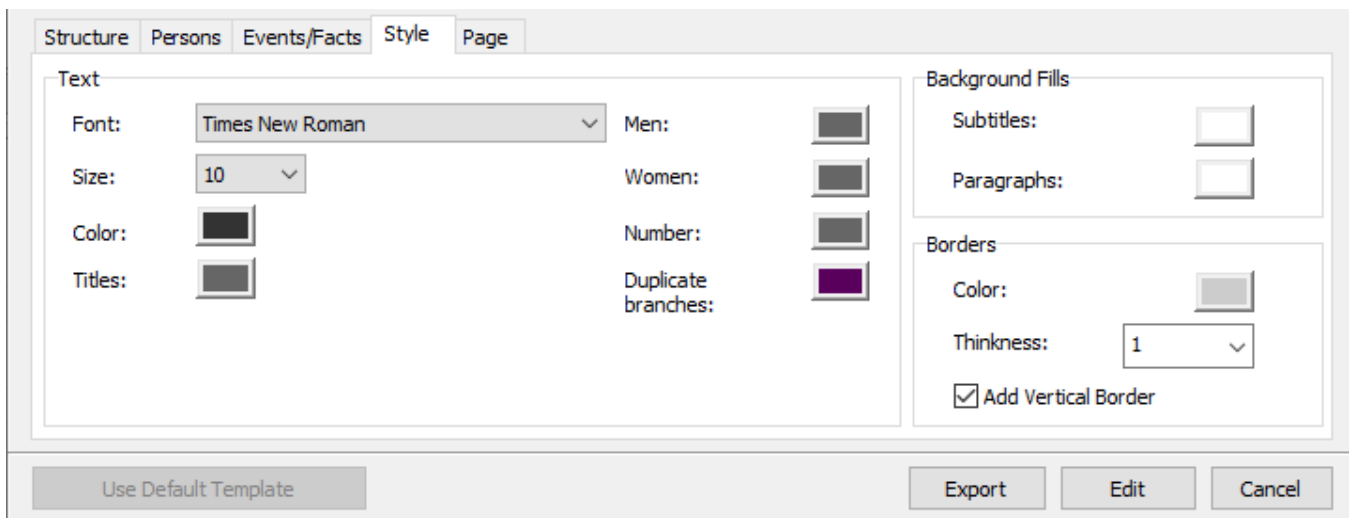 Structure Persons Events/Facts Style Page
Text
Font: Times New Roman
Size: 10
Color:
Titles:
Men:
Women:
Number:
Duplicate
branches:
Background Fills
Subtitles:
Paragraphs:
Borders
Color:
Thinkness: 1
Add Vertical Border
Use Default Template Export Edit Cancel